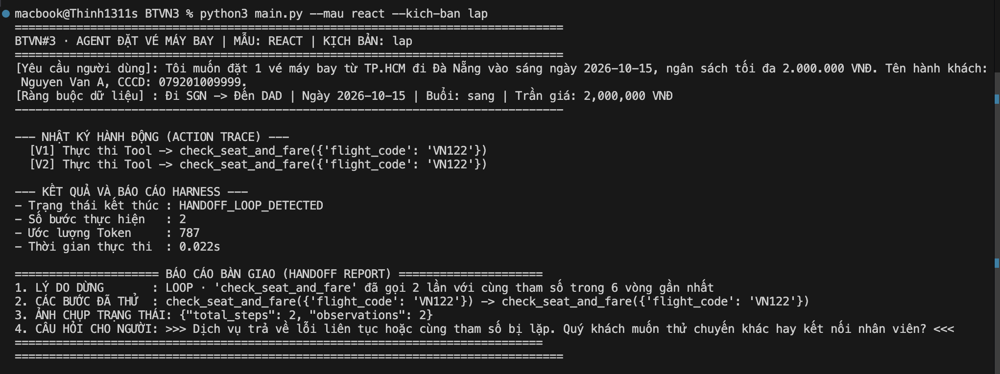 macbook@Thinh1311s BTVN3 % python3 main.py --mau react --kich-ban lap
================================================================================
BTVN#3 · AGENT ĐẶT VÉ MÁY BAY | MẪU: REACT | KỊCH BẢN: lap
================================================================================
[Yêu cầu người dùng]: Tôi muốn đặt 1 vé máy bay từ TP.HCM đi Đà Nẵng vào sáng ngày 2026-10-15, ngân sách tối đa 2.000.000 VNĐ. Tên hành khách:
Nguyen Van A, CCCD: 079201009999.
[Ràng buộc dữ liệu] : Đi SGN -> Đến DAD | Ngày 2026-10-15 | Buổi: sang | Trần giá: 2,000,000 VNĐ
--------------------------------------------------------------------------------
--- NHẬT KÝ HÀNH ĐỘNG (ACTION TRACE) ---
[V1] Thực thi Tool -> check_seat_and_fare({'flight_code': 'VN122'})
[V2] Thực thi Tool -> check_seat_and_fare({'flight_code': 'VN122'})
--- KẾT QUẢ VÀ BÁO CÁO HARNESS ---
- Trạng thái kết thúc : HANDOFF_LOOP_DETECTED
- Số bước thực hiện   : 2
- Ước lượng Token     : 787
- Thời gian thực thi  : 0.022s
===================== BÁO CÁO BÀN GIAO (HANDOFF REPORT) =====================
1. LÝ DO DỪNG       : LOOP · 'check_seat_and_fare' đã gọi 2 lần với cùng tham số trong 6 vòng gần nhất
2. CÁC BƯỚC ĐÃ THỬ  : check_seat_and_fare({'flight_code': 'VN122'}) -> check_seat_and_fare({'flight_code': 'VN122'})
3. ẢNH CHỤP TRẠNG THÁI: {"total_steps": 2, "observations": 2}
4. CÂU HỎI CHO NGƯỜI: >>> Dịch vụ trả về lỗi liên tục hoặc cùng tham số bị lặp. Quý khách muốn thử chuyến khác hay kết nối nhân viên? <<<
=============================================================================
================================================================================